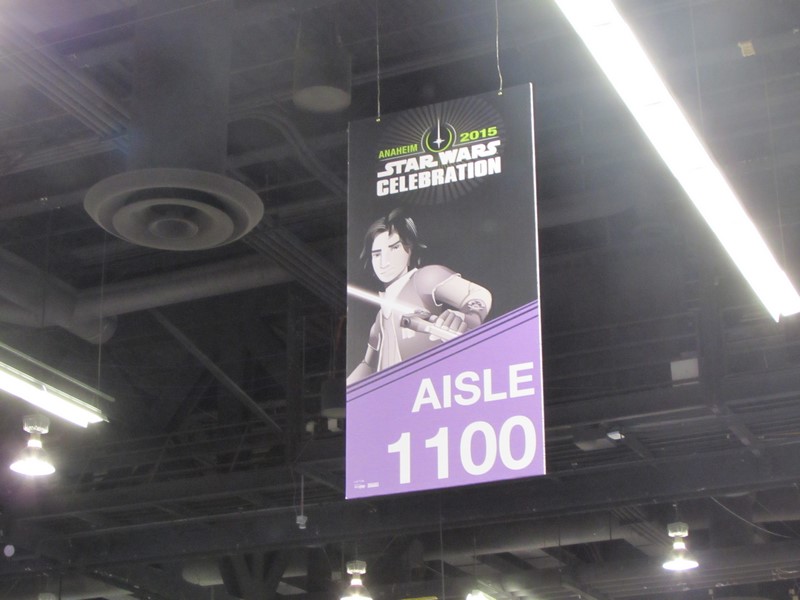 ANAHEIM 2015
STAR WARS
CELEBRATION
AISLE
1100